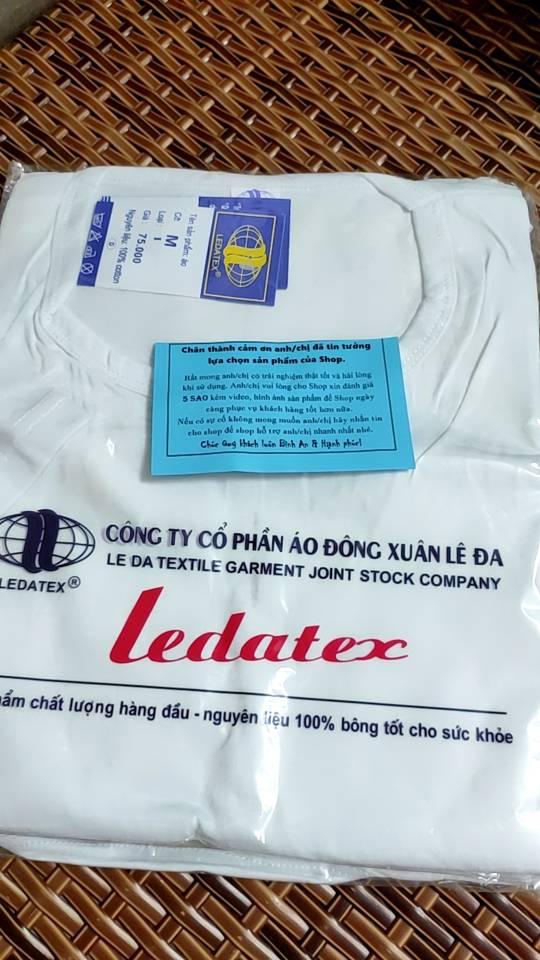 LEDATEX®
Tên sản phẩm: áo
Cỡ M
Loại: I
Giá: 75.000
Nguyên liệu: 100% cotton
Chân thành cảm ơn anh/chị đã tin tưởng
lựa chọn sản phẩm của Shop.
Rất mong anh/chị có trải nghiệm thật tốt và hài lòng
khi sử dụng. Anh/chị vui lòng cho Shop xin đánh giá
5 SAO kèm video, hình ảnh sản phẩm để Shop ngày
càng phục vụ khách hàng tốt hơn nữa.
Nếu có sự cố không mong muốn anh/chị hãy nhắn tin
cho shop để shop hỗ trợ anh/chị nhanh nhất nhé.
Chúc Quý khách luôn Bình An & Hạnh phúc!
CÔNG TY CỔ PHẦN ÁO ĐÔNG XUÂN LÊ ĐA
LE DA TEXTILE GARMENT JOINT STOCK COMPANY
LEDATEX®
ledatex
hẩm chất lượng hàng đầu - nguyên liệu 100% bông tốt cho sức khỏe